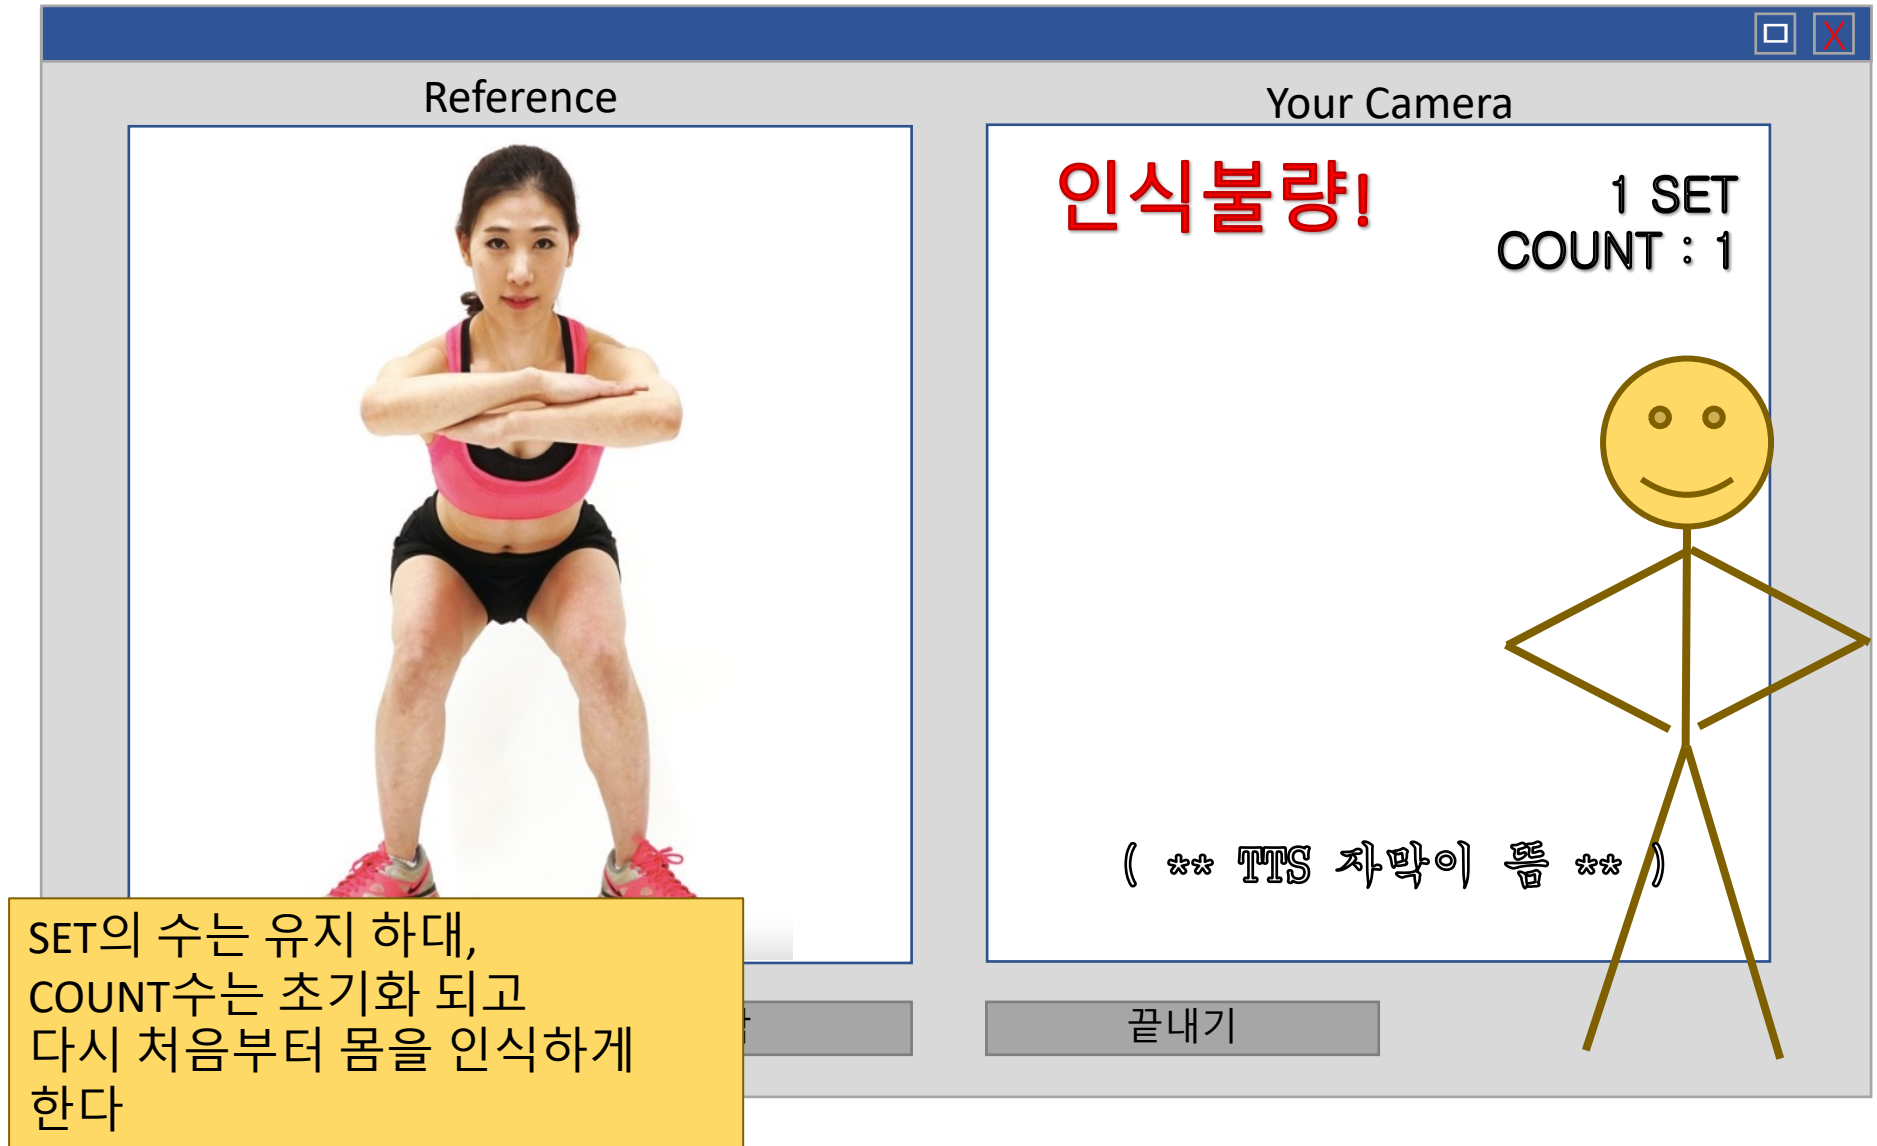 X
Reference
Your Camera
인식불량!
1 SET
COUNT : 1
( ** TTS 자막이 뜸 ** )
SET의 수는 유지 하대,
COUNT수는 초기화 되고
다시 처음부터 몸을 인식하게
한다
끝내기